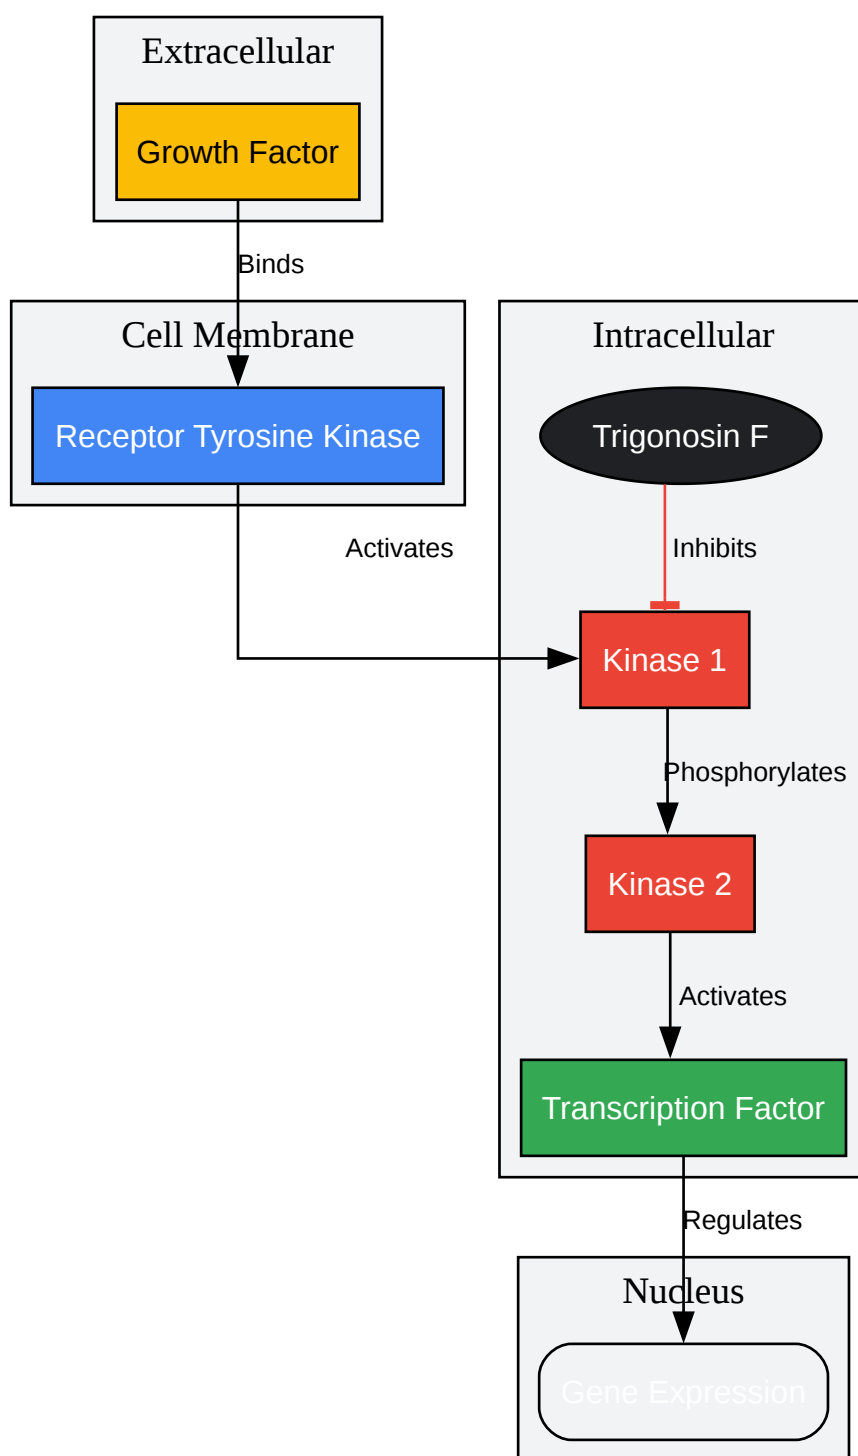 Extracellular
Growth Factor
Binds
Cell Membrane
Receptor Tyrosine Kinase
Activates
Intracellular
Trigonosin F
Inhibits
Kinase 1
Phosphorylates
Kinase 2
Activates
Transcription Factor
Regulates
Nucleus
Gene Expression